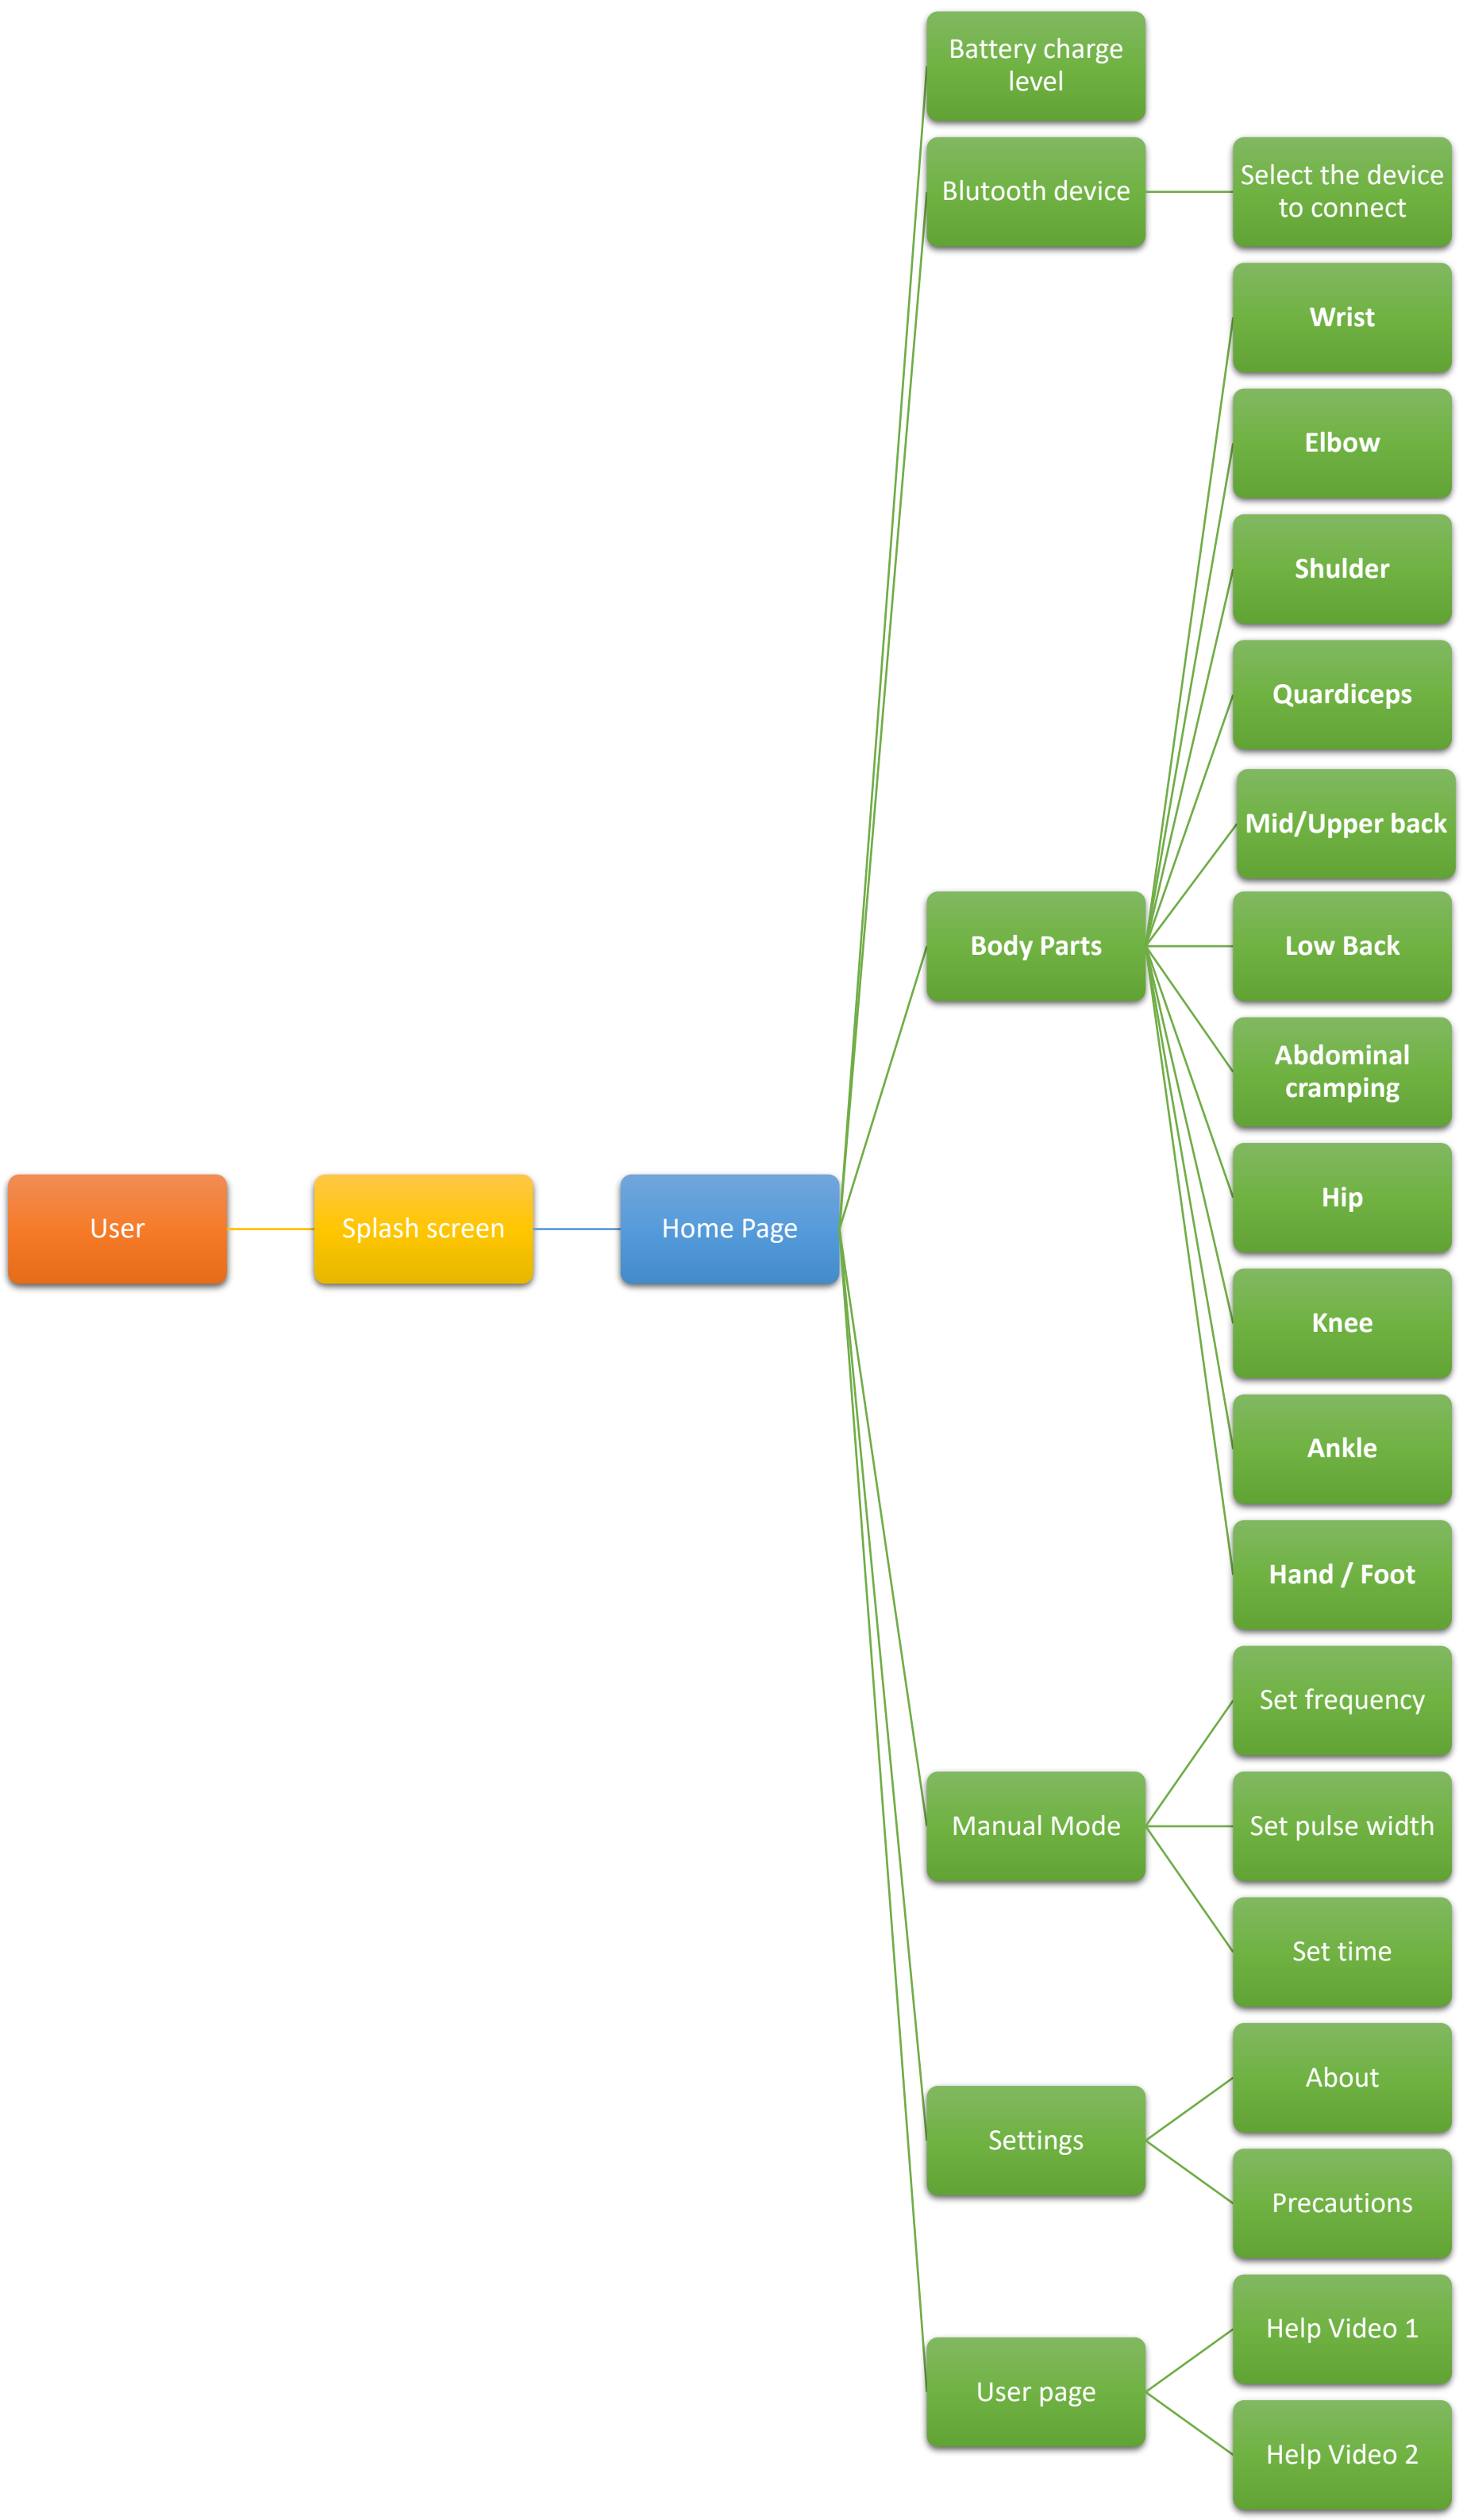 Battery charge
level
Blutooth device
Select the device
to connect
Wrist
Elbow
Shulder
Quardiceps
Mid/Upper back
Body Parts
Low Back
Abdominal
cramping
Hip
User
Splash screen
Home Page
Knee
Ankle
Hand / Foot
Set frequency
Manual Mode
Set pulse width
Set time
About
Settings
Precautions
Help Video 1
User page
Help Video 2